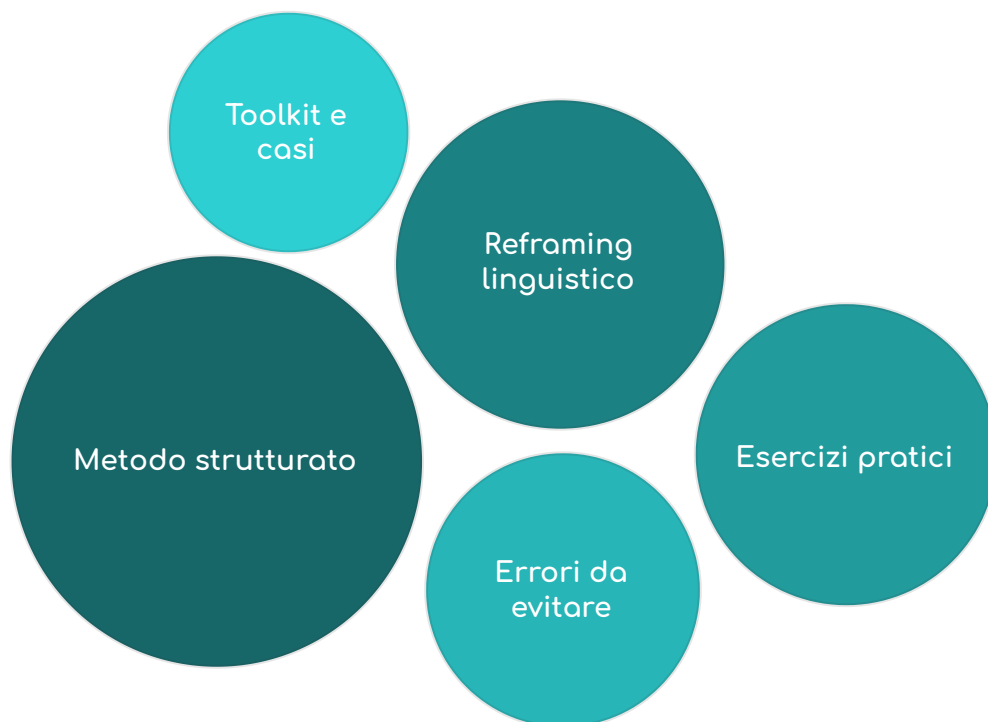 Toolkit e
casi
Reframing
linguistico
Metodo strutturato
Esercizi pratici
Errori da
evitare